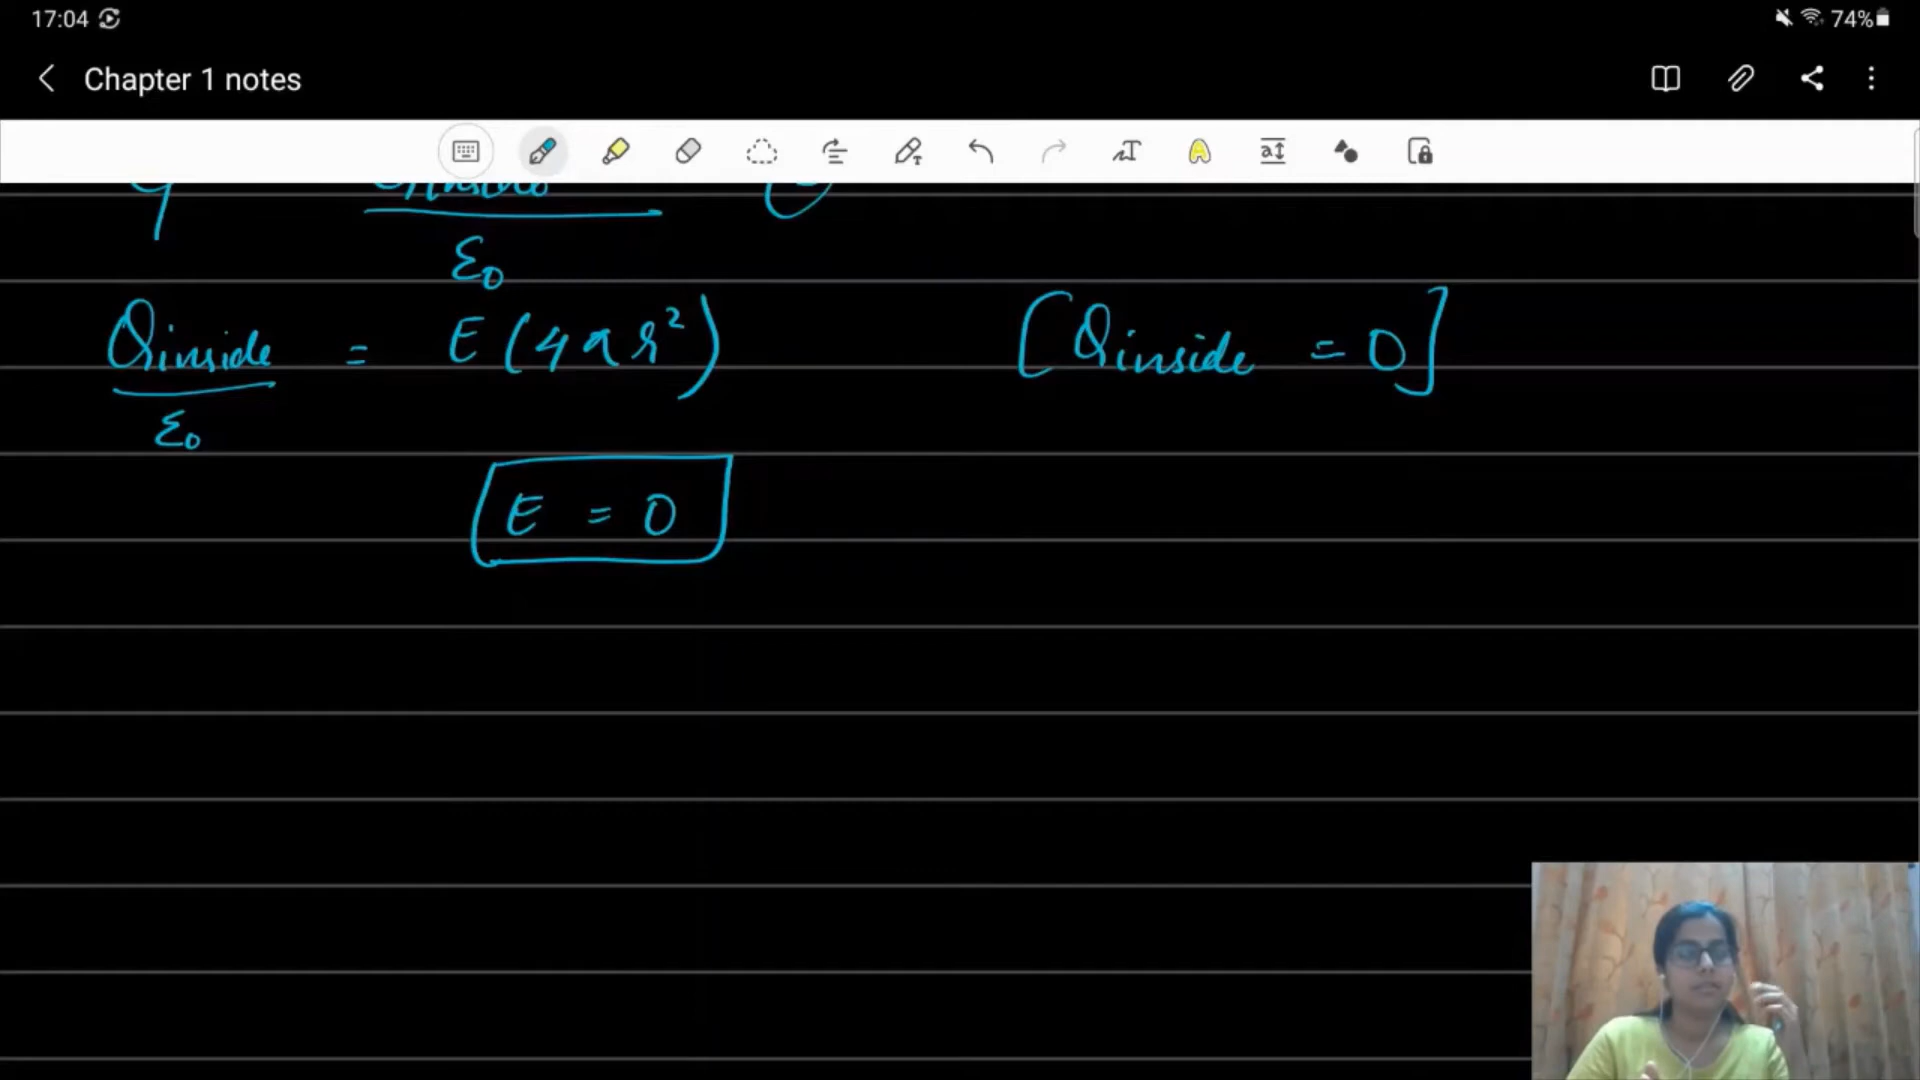 17:04 74%
Chapter 1 notes
ε₀
Qinside = E(4πr²) [Qinside = 0]
ε₀
E = 0